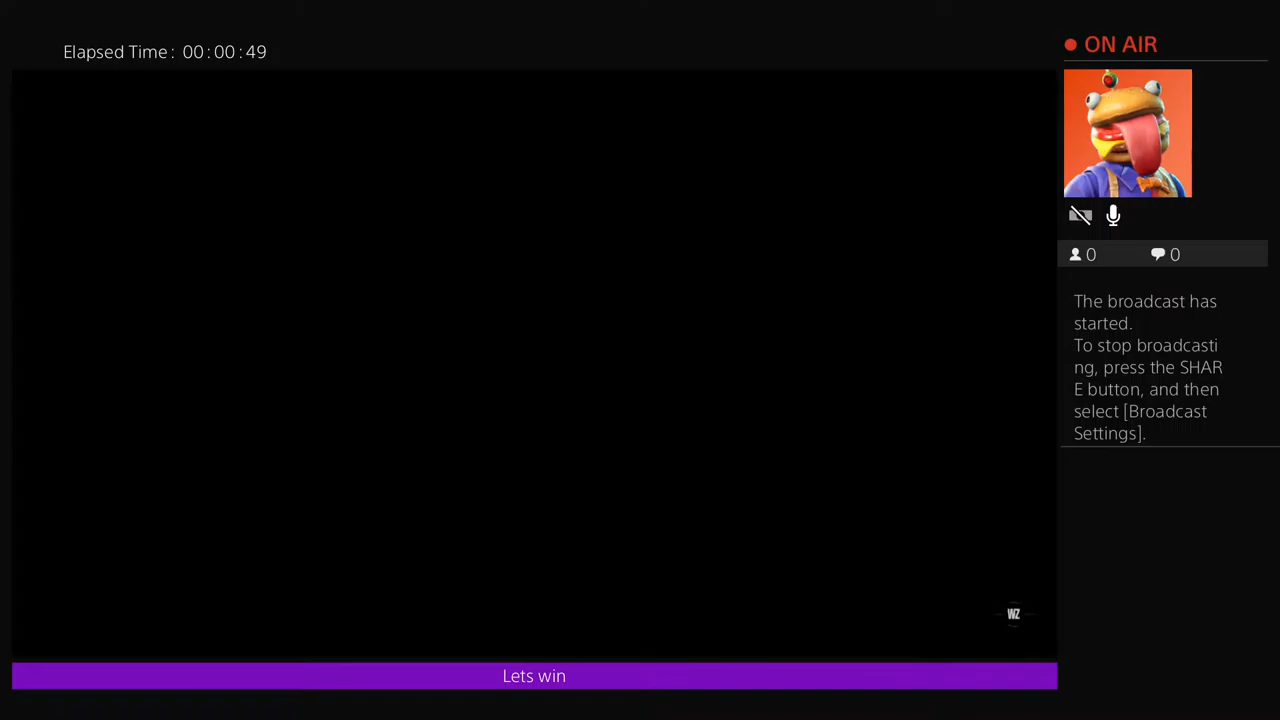 Elapsed Time: 00:00:49
ON AIR
0 0
The broadcast has
started.
To stop broadcasti
ng, press the SHAR
E button, and then
select [Broadcast
Settings].
WZ
Lets win